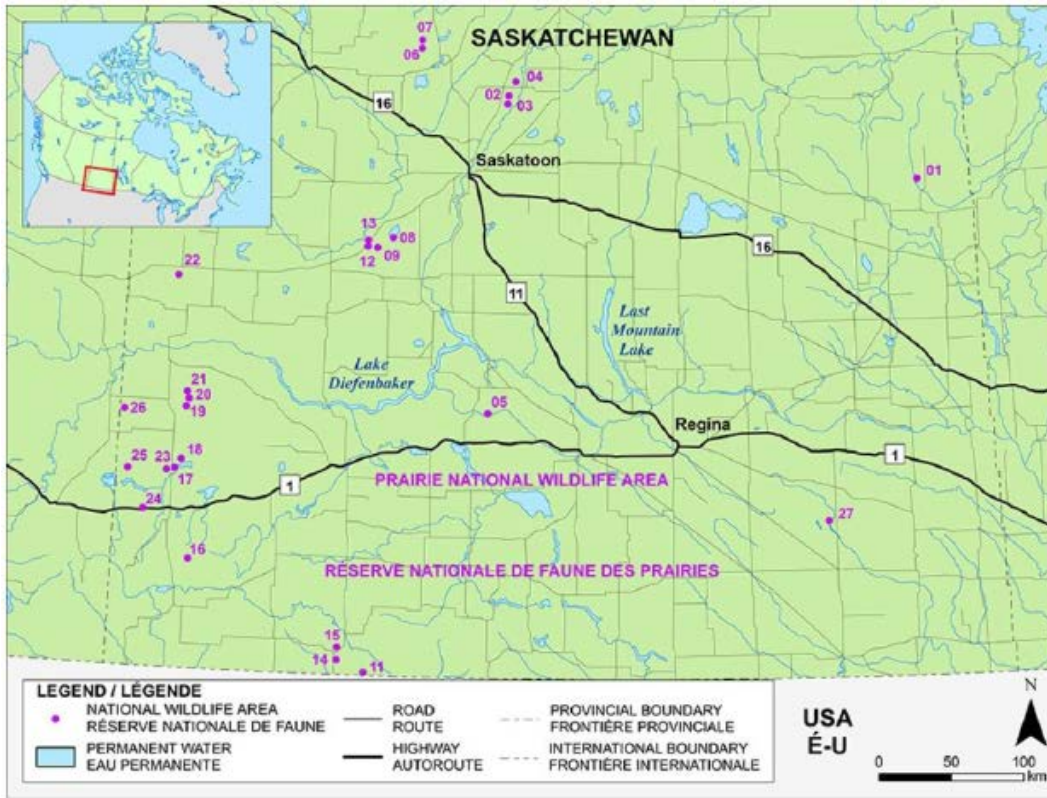 SASKATCHEWAN
07
06
04
02
03
16
Saskatoon
01
13
08
12
09
22
16
11
Last
Mountain
Lake
Lake
Diefenbaker
21
20
19
26
05
Regina
25
23
18
17
1
1
PRAIRIE NATIONAL WILDLIFE AREA
24
27
16
RÉSERVE NATIONALE DE FAUNE DES PRAIRIES
15
14
11
LEGEND / LÉGENDE
NATIONAL WILDLIFE AREA
RÉSERVE NATIONALE DE FAUNE
PERMANENT WATER
EAU PERMANENTE
ROAD
ROUTE
HIGHWAY
AUTOROUTE
PROVINCIAL BOUNDARY
FRONTIÈRE PROVINCIALE
INTERNATIONAL BOUNDARY
FRONTIÈRE INTERNATIONALE
USA
É-U
N
0 50 100
km